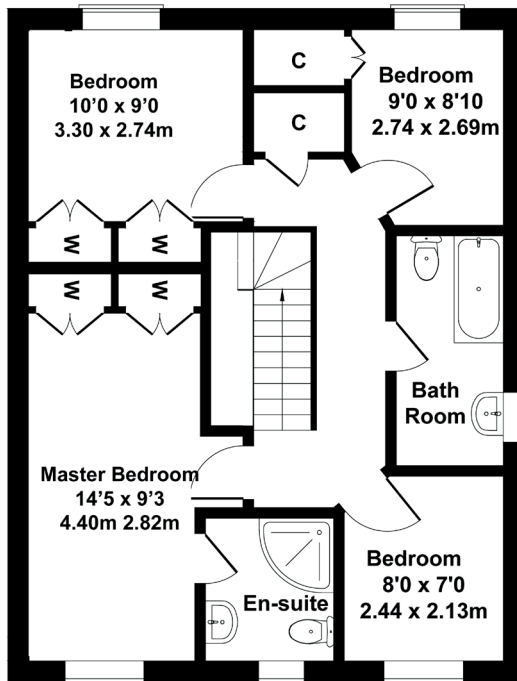 Bedroom
10'0 x 9'0
3.30 x 2.74m
C
C
Bedroom
9'0 x 8'10
2.74 x 2.69m
W
W
W
W
Bath
Room
Master Bedroom
14'5 x 9'3
4.40m 2.82m
En-suite
Bedroom
8'0 x 7'0
2.44 x 2.13m